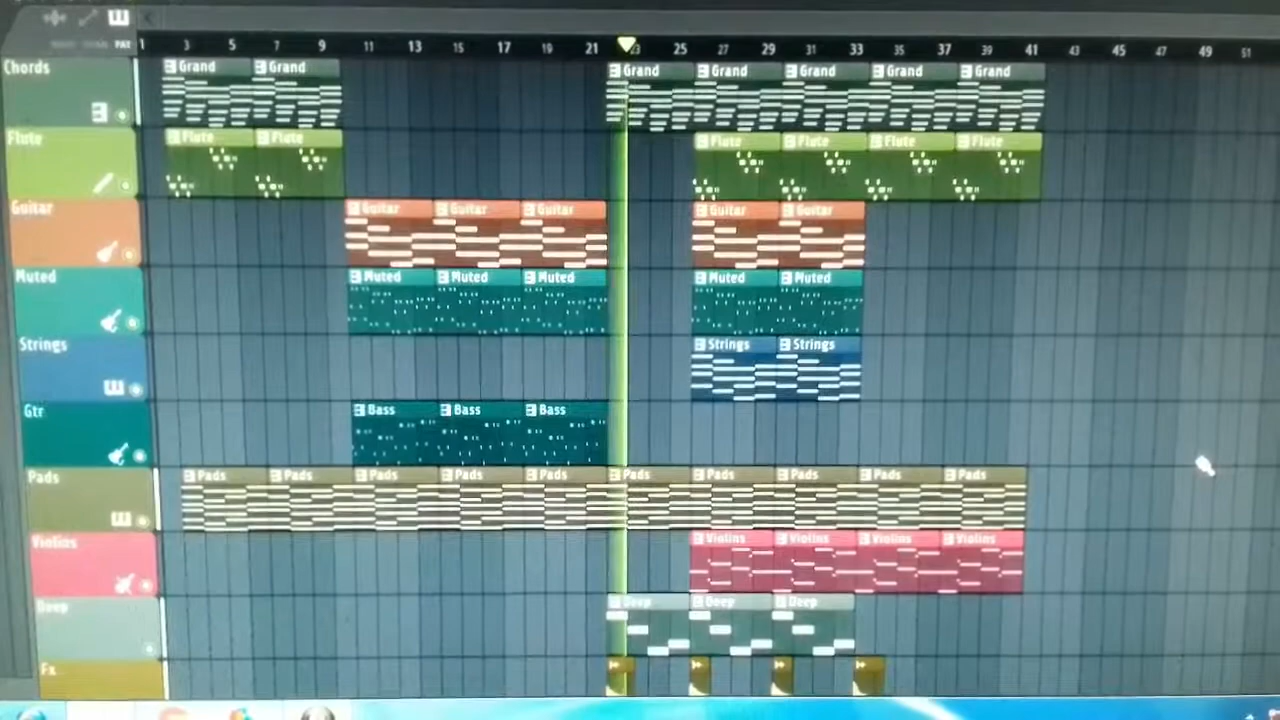 PAT
1 3 5 7 9 11 13 15 17 19 21 23 25 27 29 31 33 35 37 39 41 43 45 47 49 51
Chords Grand Grand Grand Grand Grand Grand Grand
Flute Flute Flute Flute Flute Flute Flute
Guitar Guitar Guitar Guitar Guitar Guitar
Muted Muted Muted Muted Muted Muted
Strings Strings Strings
Gtr Bass Bass Bass
Pads Pads Pads Pads Pads Pads Pads Pads Pads Pads Pads
Violins Violins Violins Violins Violins
Deep Deep Deep Deep
Fx